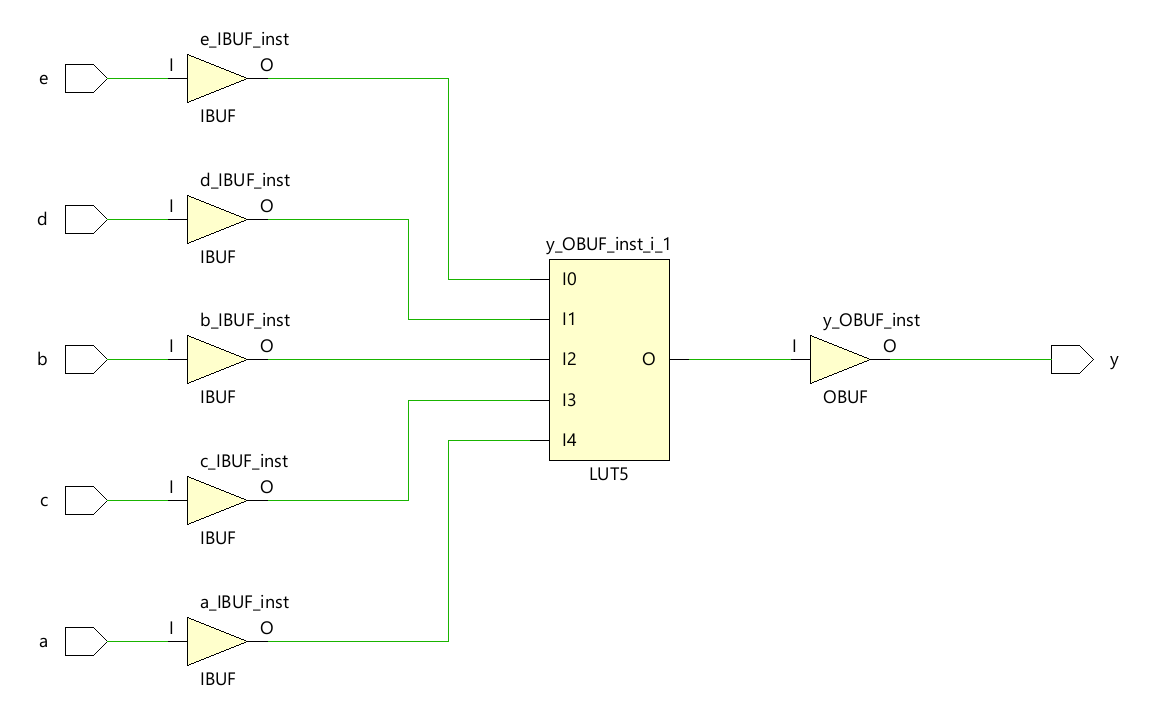 e_IBUF_inst
e
I
O
IBUF
d_IBUF_inst
d
I
O
IBUF
b_IBUF_inst
b
I
O
IBUF
c_IBUF_inst
c
I
O
IBUF
a_IBUF_inst
a
I
O
IBUF
y_OBUF_inst_i_1
I0
I1
I2
I3
I4
O
LUT5
y_OBUF_inst
I
O
OBUF
y